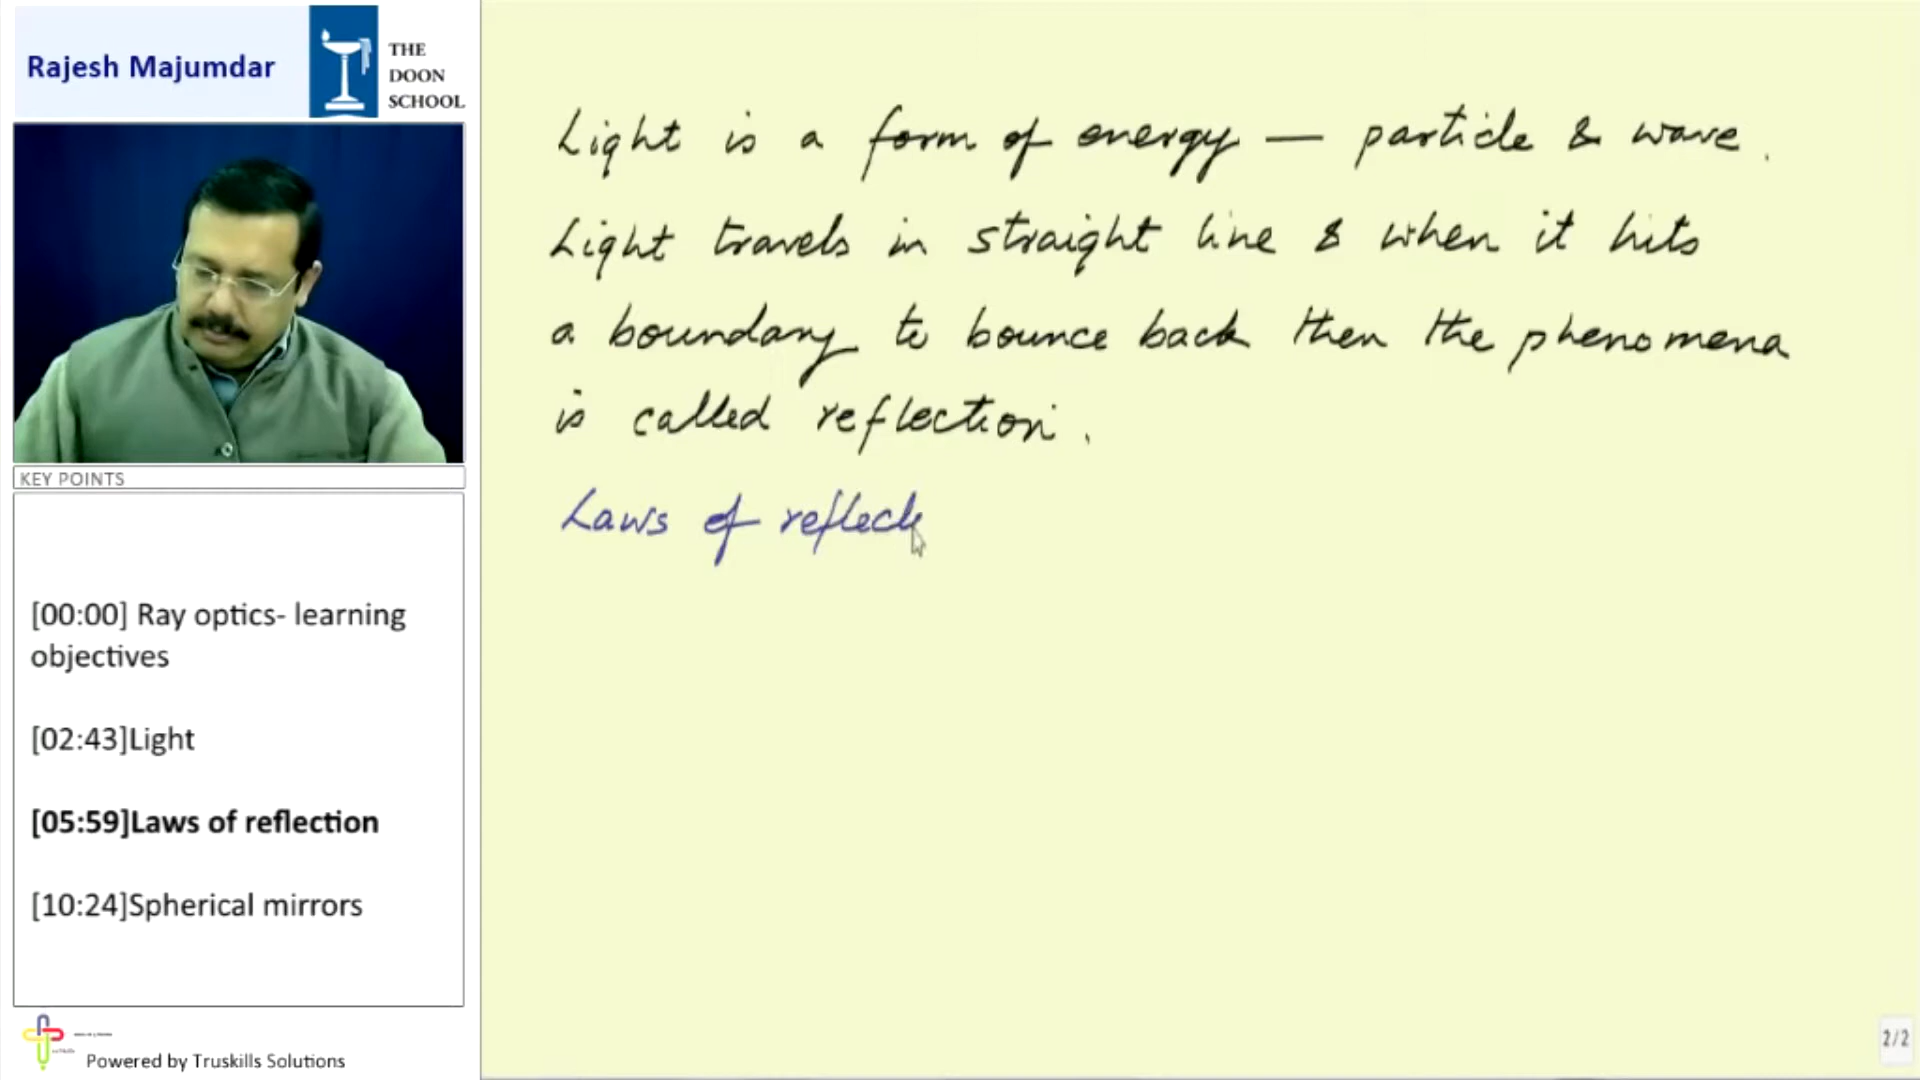 Rajesh Majumdar
THE
DOON
SCHOOL
KEY POINTS
[00:00] Ray optics- learning
objectives
[02:43]Light
[05:59]Laws of reflection
[10:24]Spherical mirrors
Powered by Truskills Solutions
Light is a form of energy — particle & wave.
Light travels in straight line & when it hits
a boundary to bounce back then the phenomena
is called reflection.
Laws of reflect
2/2